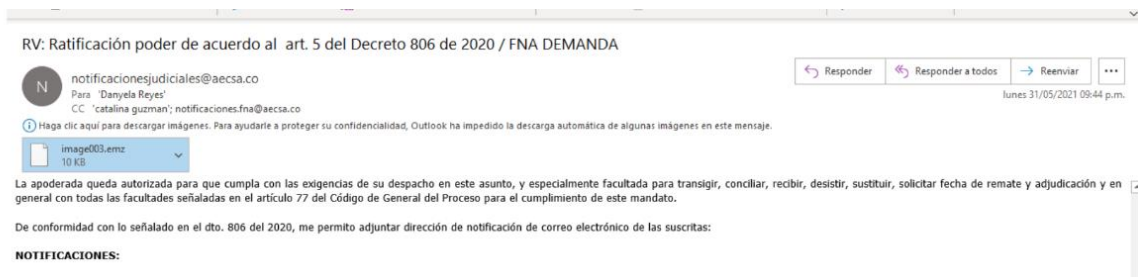 RV: Ratificación poder de acuerdo al art. 5 del Decreto 806 de 2020 / FNA DEMANDA
N
notificacionesjudiciales@aecsa.co
Para 'Danyela Reyes'
CC 'catalina guzman'; notificaciones.fna@aecsa.co
Responder
Responder a todos
Reenviar
...
lunes 31/05/2021 09:44 p.m.
Haga clic aquí para descargar imágenes. Para ayudarle a proteger su confidencialidad, Outlook ha impedido la descarga automática de algunas imágenes en este mensaje.
image003.emz
10 KB
La apoderada queda autorizada para que cumpla con las exigencias de su despacho en este asunto, y especialmente facultada para transigir, conciliar, recibir, desistir, sustituir, solicitar fecha de remate y adjudicación y en
general con todas las facultades señaladas en el artículo 77 del Código de General del Proceso para el cumplimiento de este mandato.
De conformidad con lo señalado en el dto. 806 del 2020, me permito adjuntar dirección de notificación de correo electrónico de las suscritas:
NOTIFICACIONES: